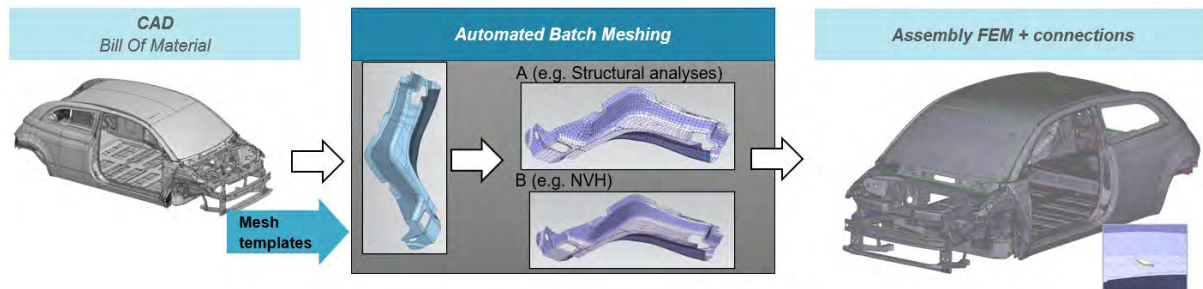 CAD
Bill Of Material
Automated Batch Meshing
Assembly FEM + connections
A (e.g. Structural analyses)
B (e.g. NVH)
Mesh
templates